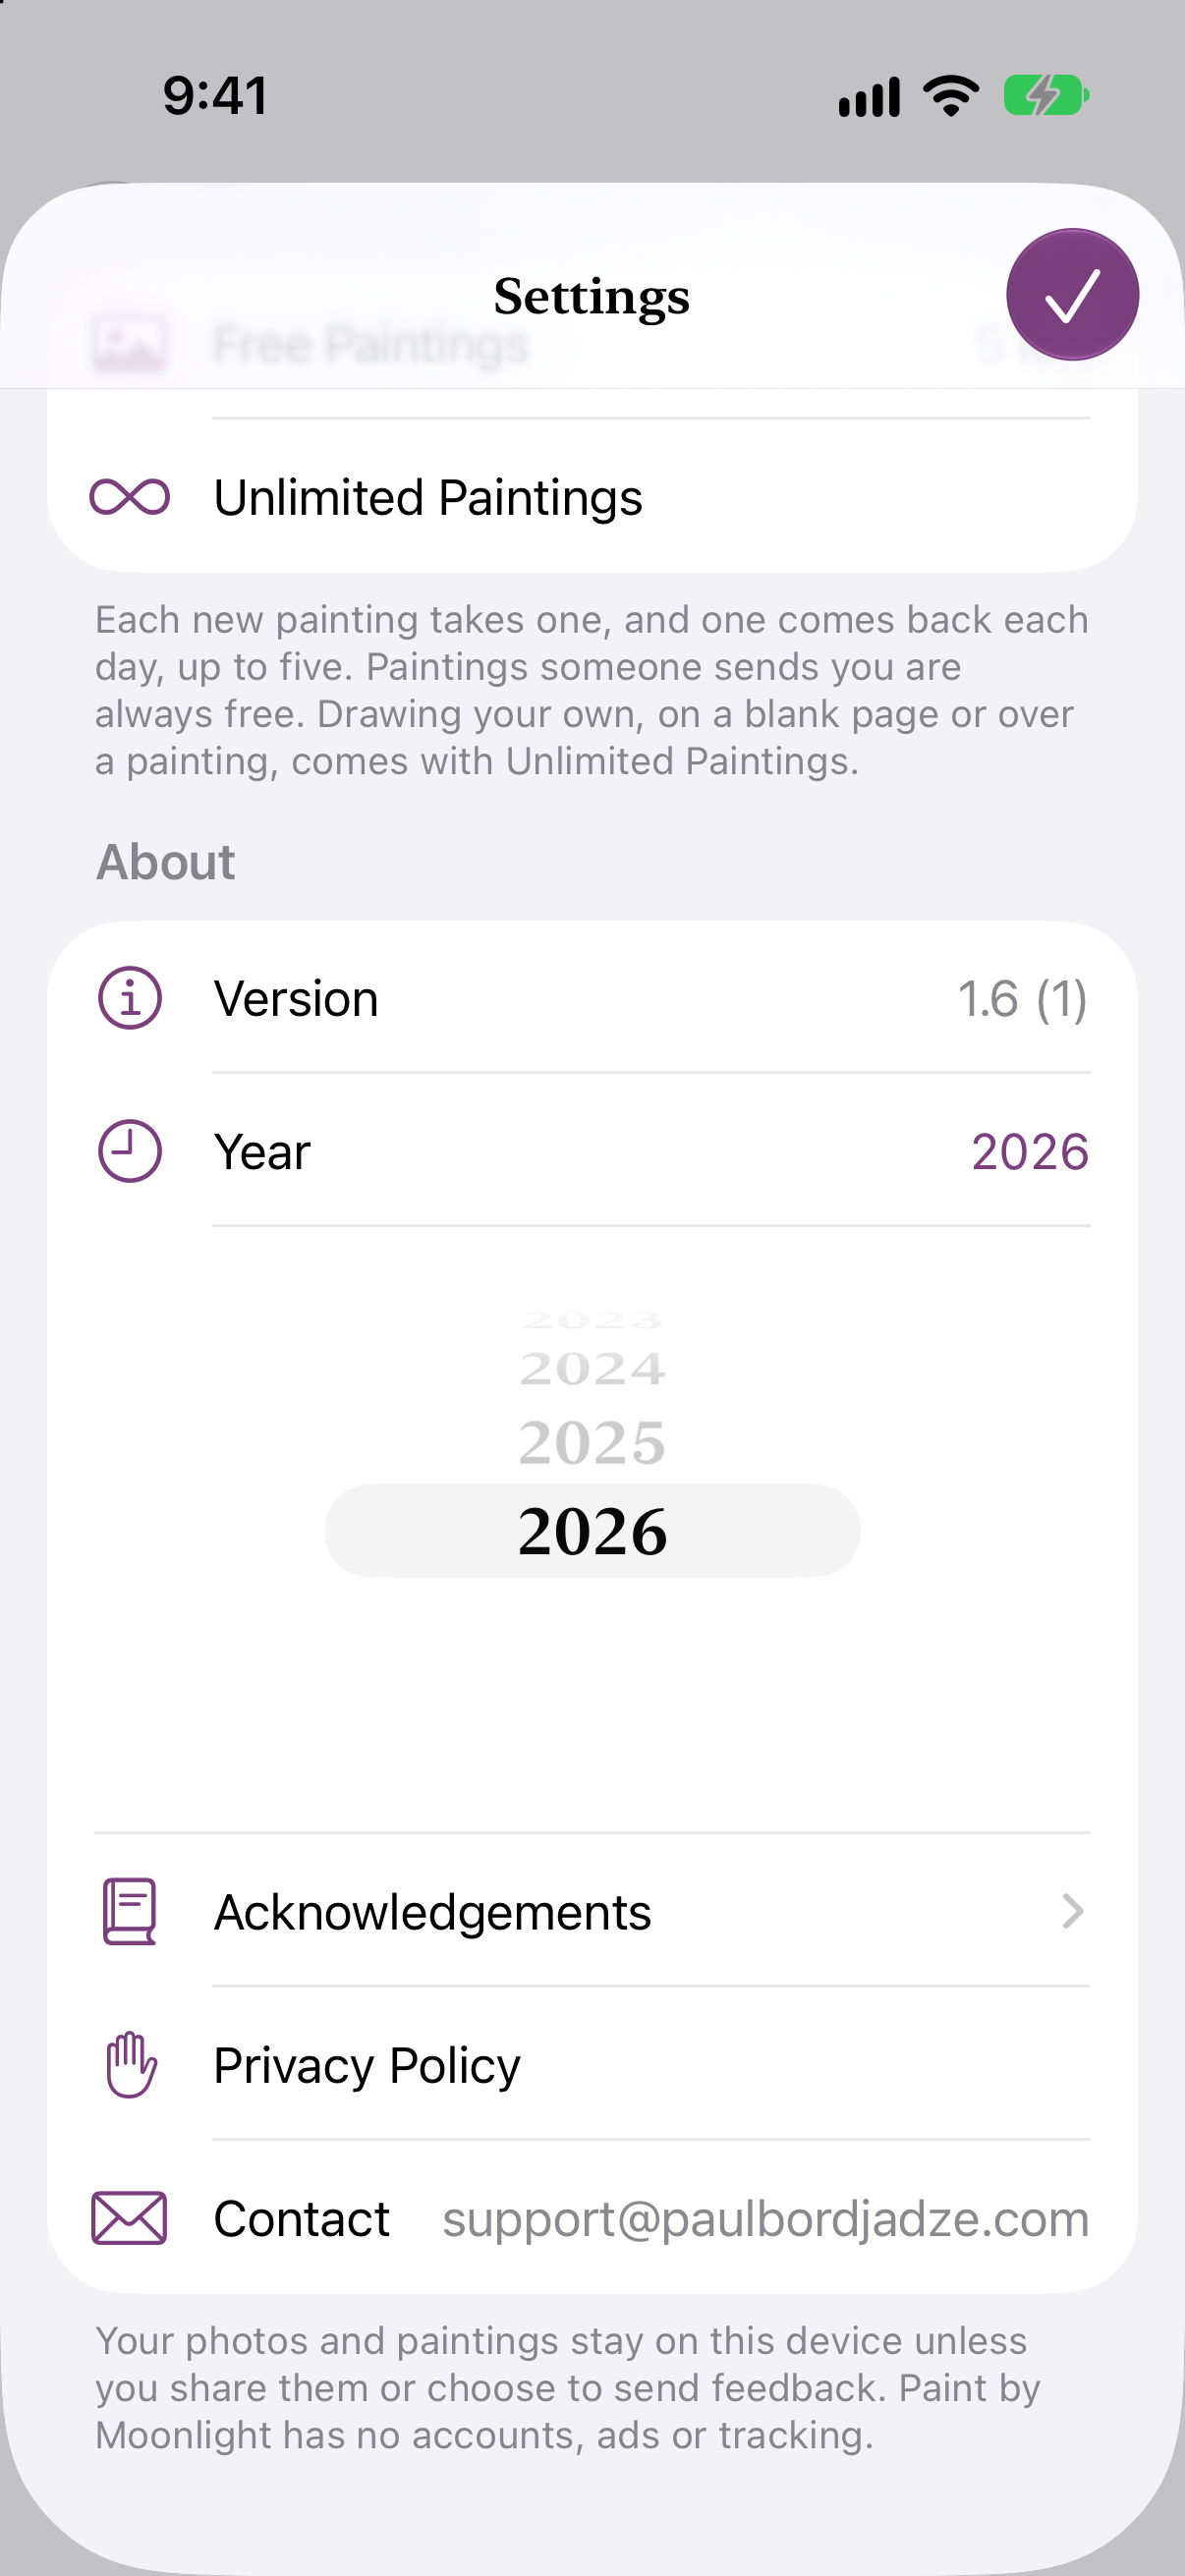 9:41
Settings
Free Paintings
Unlimited Paintings
Each new painting takes one, and one comes back each
day, up to five. Paintings someone sends you are
always free. Drawing your own, on a blank page or over
a painting, comes with Unlimited Paintings.
About
Version 1.6 (1)
Year 2026
2023
2024
2025
2026
Acknowledgements
Privacy Policy
Contact support@paulbordjadze.com
Your photos and paintings stay on this device unless
you share them or choose to send feedback. Paint by
Moonlight has no accounts, ads or tracking.